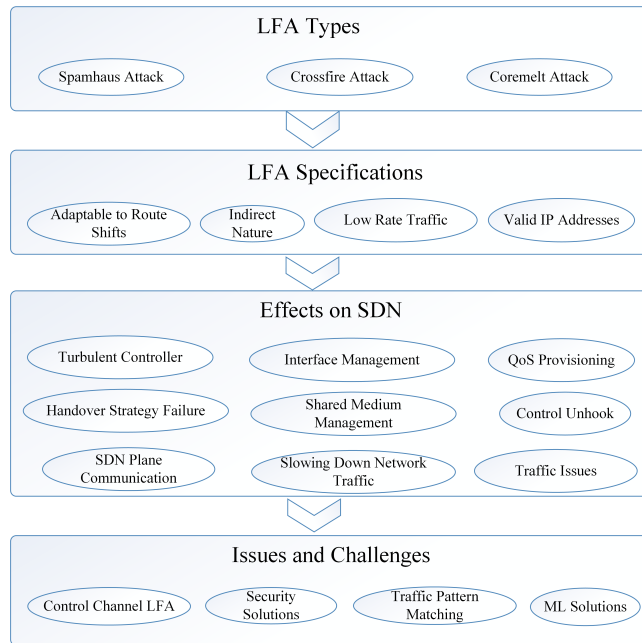 LFA Types
Spamhaus Attack
Crossfire Attack
Coremelt Attack
LFA Specifications
Adaptable to Route
Shifts
Indirect
Nature
Low Rate Traffic
Valid IP Addresses
Effects on SDN
Turbulent Controller
Interface Management
QoS Provisioning
Handover Strategy Failure
Shared Medium
Management
Control Unhook
SDN Plane
Communication
Slowing Down Network
Traffic
Traffic Issues
Issues and Challenges
Control Channel LFA
Security
Solutions
Traffic Pattern
Matching
ML Solutions